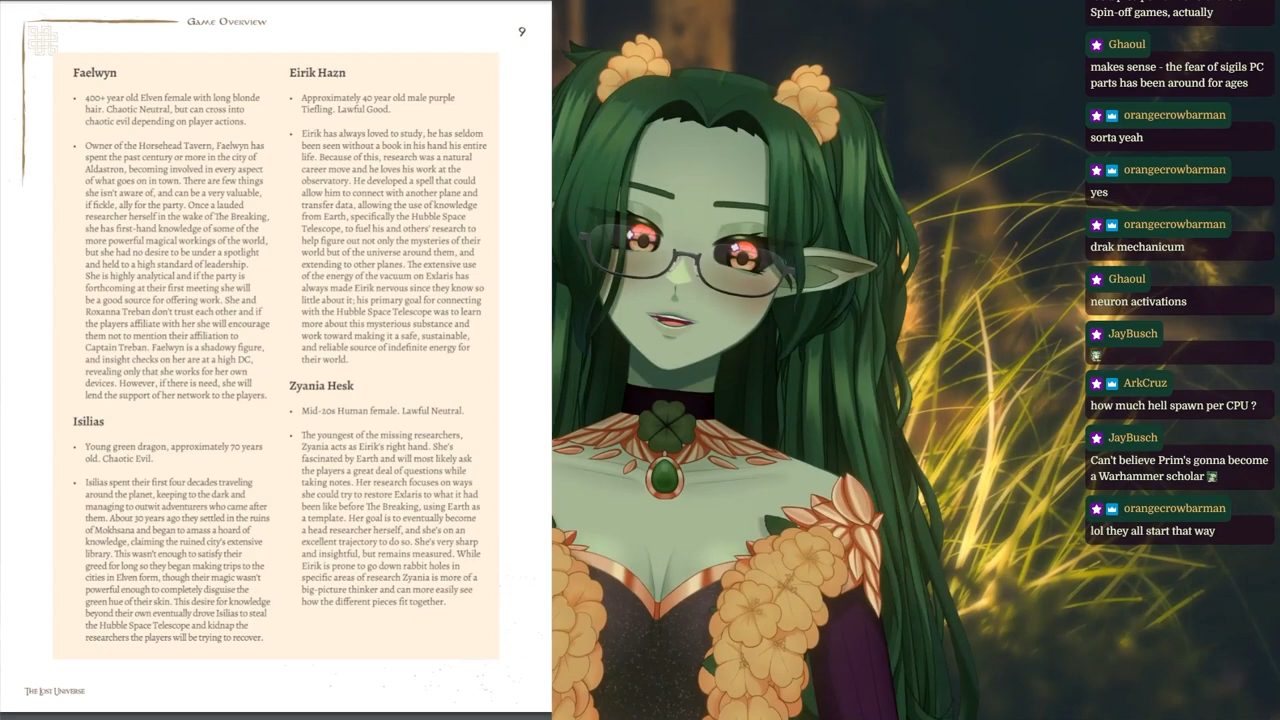 Game Overview
9
Faelwyn
• 400+ year old Elven female with long blonde
hair. Chaotic Neutral, but can cross into
chaotic evil depending on player actions.
• Owner of the Horsehead Tavern, Faelwyn has
spent the past century or more in the city of
Aldastron, becoming involved in every aspect
of what goes on in town. There are few things
she isn't aware of, and can be a very valuable,
if fickle, ally for the party. Once a lauded
researcher herself in the wake of The Breaking,
she has first-hand knowledge of some of the
more powerful magical workings of the world,
but she had no desire to be under a spotlight
and held to a high standard of leadership.
She is highly analytical and if the party is
forthcoming at their first meeting she will
be a good source for offering work. She and
Roxanna Treban don't trust each other and if
the players affiliate with her she will encourage
them not to mention their affiliation to
Captain Treban. Faelwyn is a shadowy figure,
and insight checks on her are at a high DC,
revealing only that she works for her own
devices. However, if there is need, she will
lend the support of her network to the players.
Isilias
• Young green dragon, approximately 70 years
old. Chaotic Evil.
• Isilias spent their first four decades traveling
around the planet, keeping to the dark and
managing to outwit adventurers who came after
them. About 30 years ago they settled in the ruins
of Mokhsana and began to amass a hoard of
knowledge, claiming the ruined city's extensive
library. This wasn't enough to satisfy their
greed for long so they began making trips to the
cities in Elven form, though their magic wasn't
powerful enough to completely disguise the
green hue of their skin. This desire for knowledge
beyond their own eventually drove Isilias to steal
the Hubble Space Telescope and kidnap the
researchers the players will be trying to recover.
Eirik Hazn
• Approximately 40 year old male purple
Tiefling. Lawful Good.
• Eirik has always loved to study, he has seldom
been seen without a book in his hand his entire
life. Because of this, research was a natural
career move and he loves his work at the
observatory. He developed a spell that could
allow him to connect with another plane and
transfer data, allowing the use of knowledge
from Earth, specifically the Hubble Space
Telescope, to fuel his and others' research to
help figure out not only the mysteries of their
world but of the universe around them, and
extending to other planes. The extensive use
of the energy of the vacuum on Exlaris has
always made Eirik nervous since they know so
little about it; his primary goal for connecting
with the Hubble Space Telescope was to learn
more about this mysterious substance and
work toward making it a safe, sustainable,
and reliable source of indefinite energy for
their world.
Zyania Hesk
• Mid-20s Human female. Lawful Neutral.
• The youngest of the missing researchers,
Zyania acts as Eirik's right hand. She's
fascinated by Earth and will most likely ask
the players a great deal of questions while
taking notes. Her research focuses on ways
she could try to restore Exlaris to what it had
been like before The Breaking, using Earth as
a template. Her goal is to eventually become
a head researcher herself, and she's on an
excellent trajectory to do so. She's very sharp
and insightful, but remains measured. While
Eirik is prone to go down rabbit holes in
specific areas of research Zyania is more of a
big-picture thinker and can more easily see
how the different pieces fit together.
The Lost Universe
Spin-off games, actually
Ghaoul
makes sense - the fear of sigils PC
parts has been around for ages
orangecrowbarman
sorta yeah
orangecrowbarman
yes
orangecrowbarman
drak mechanicum
Ghaoul
neuron activations
JayBusch
ArkCruz
how much hell spawn per CPU ?
JayBusch
Can't believe Prim's gonna become
a Warhammer scholar
orangecrowbarman
lol they all start that way